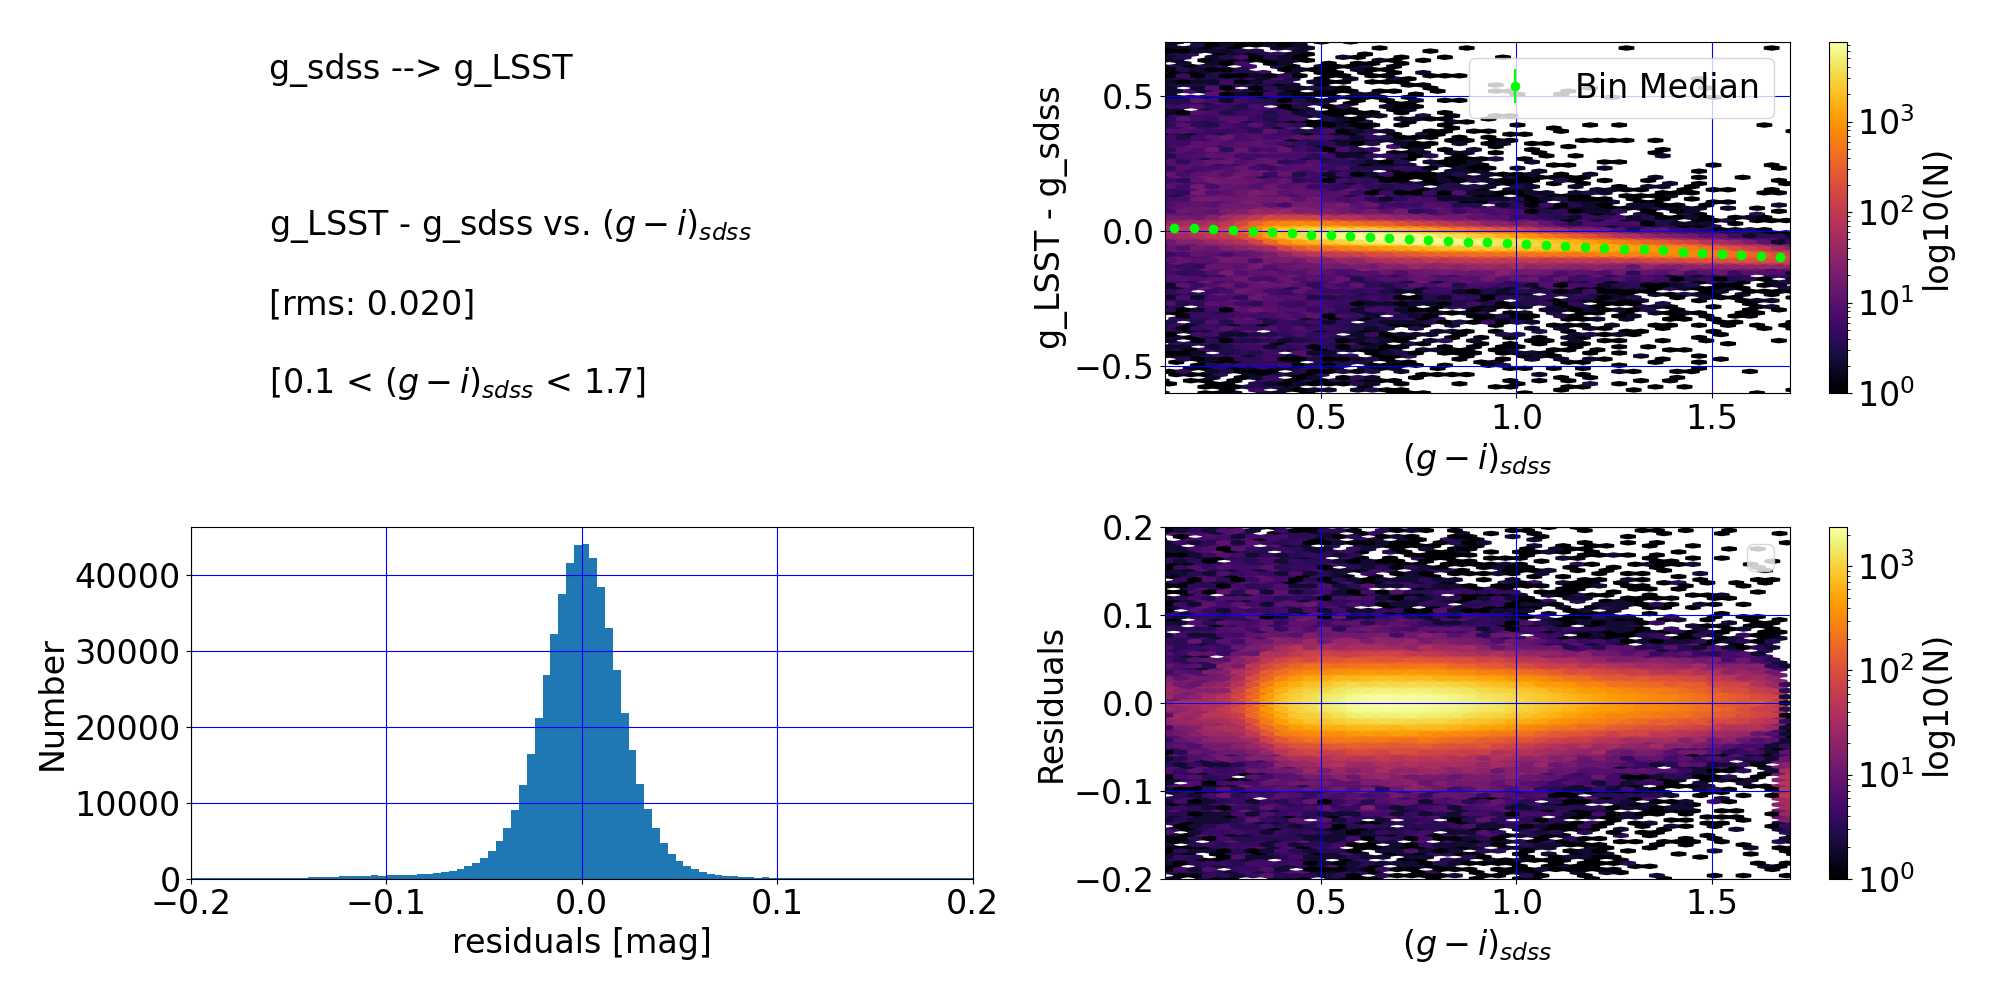 g_sdss --> g_LSST
g_LSST - g_sdss vs. (g − i)sdss
[rms: 0.020]
[0.1 < (g − i)sdss < 1.7]
g_LSST - g_sdss
0.5
0.0
−0.5
Bin Median
0.5 1.0 1.5
(g − i)sdss
10³
10²
10¹
10⁰
log10(N)
Number
40000
30000
20000
10000
0
−0.2 −0.1 0.0 0.1 0.2
residuals [mag]
Residuals
0.2
0.1
0.0
−0.1
−0.2
0.5 1.0 1.5
(g − i)sdss
10³
10²
10¹
10⁰
log10(N)